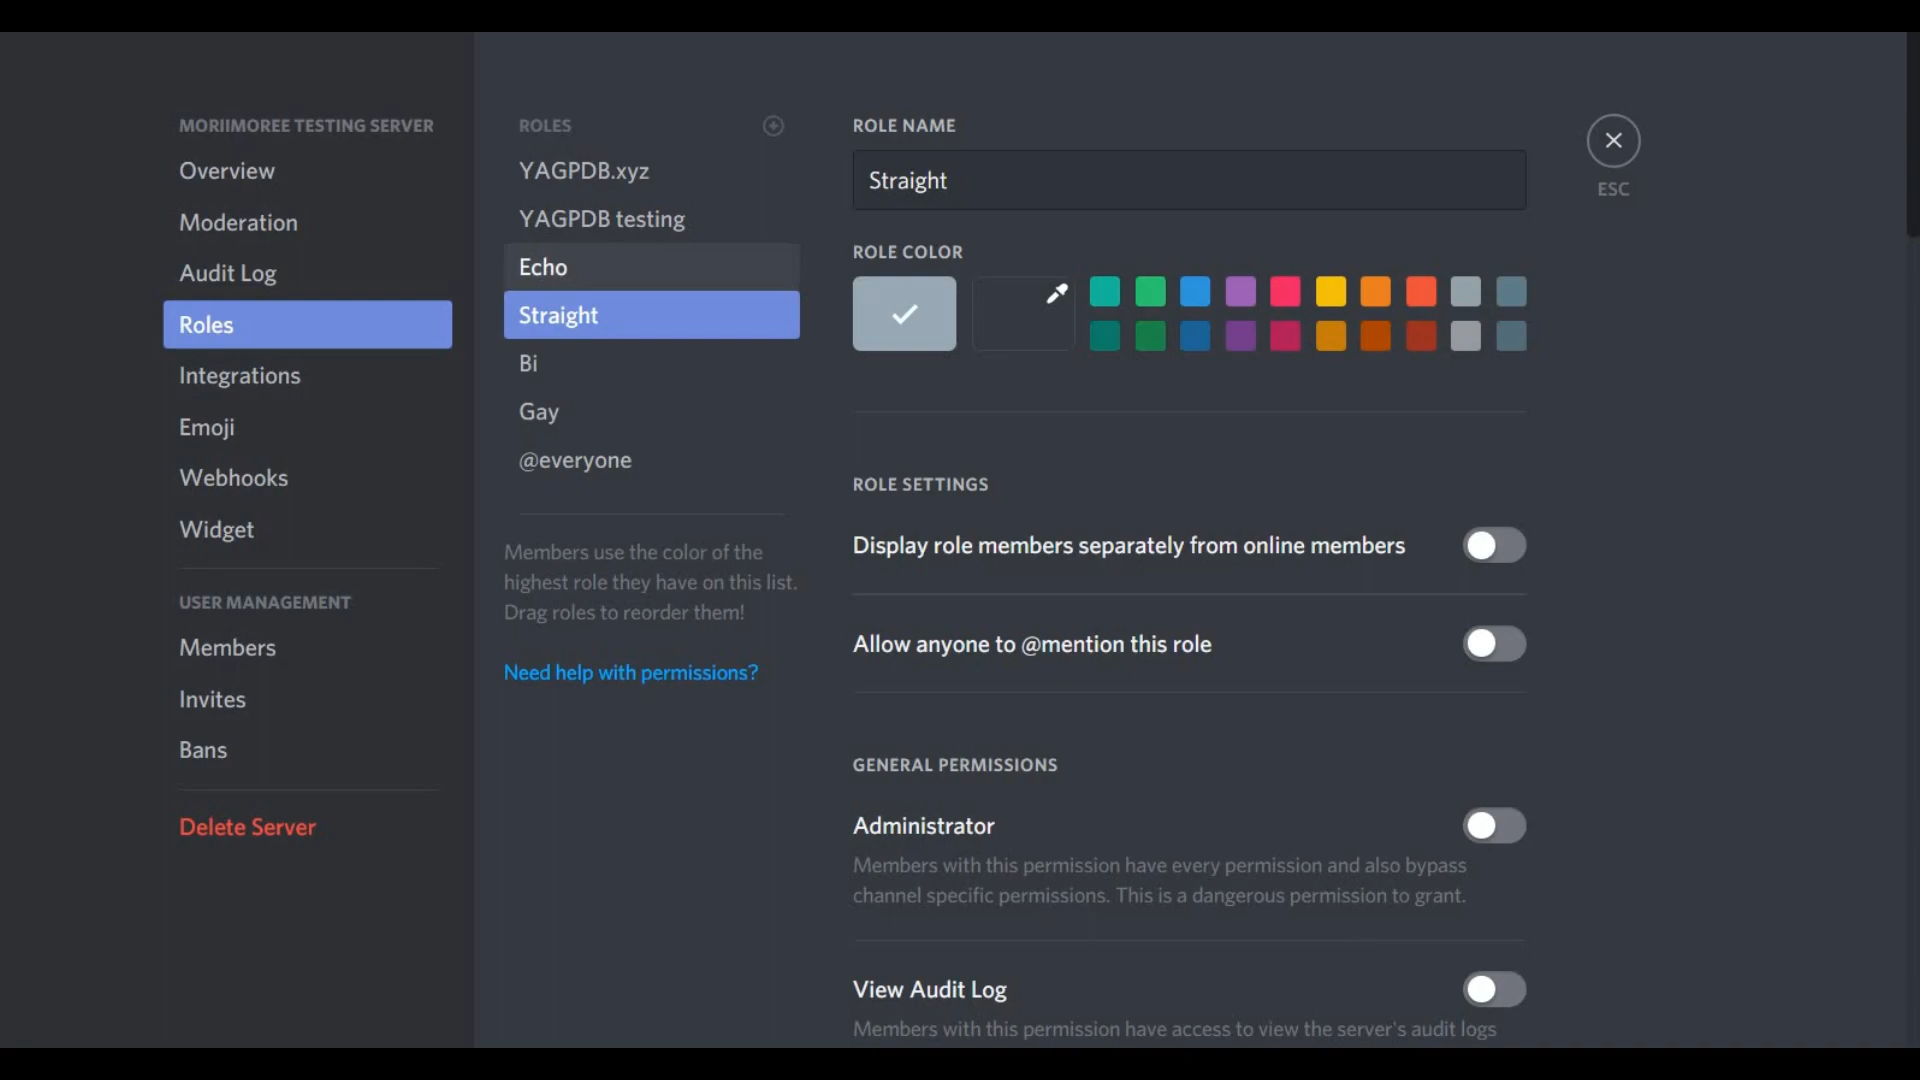 MORIIMOREE TESTING SERVER
Overview
Moderation
Audit Log
Roles
Integrations
Emoji
Webhooks
Widget
USER MANAGEMENT
Members
Invites
Bans
Delete Server
ROLES
YAGPDB.xyz
YAGPDB testing
Echo
Straight
Bi
Gay
@everyone
Members use the color of the
highest role they have on this list.
Drag roles to reorder them!
Need help with permissions?
ROLE NAME
Straight
ROLE COLOR
ROLE SETTINGS
Display role members separately from online members
Allow anyone to @mention this role
GENERAL PERMISSIONS
Administrator
Members with this permission have every permission and also bypass
channel specific permissions. This is a dangerous permission to grant.
View Audit Log
Members with this permission have access to view the server's audit logs
ESC